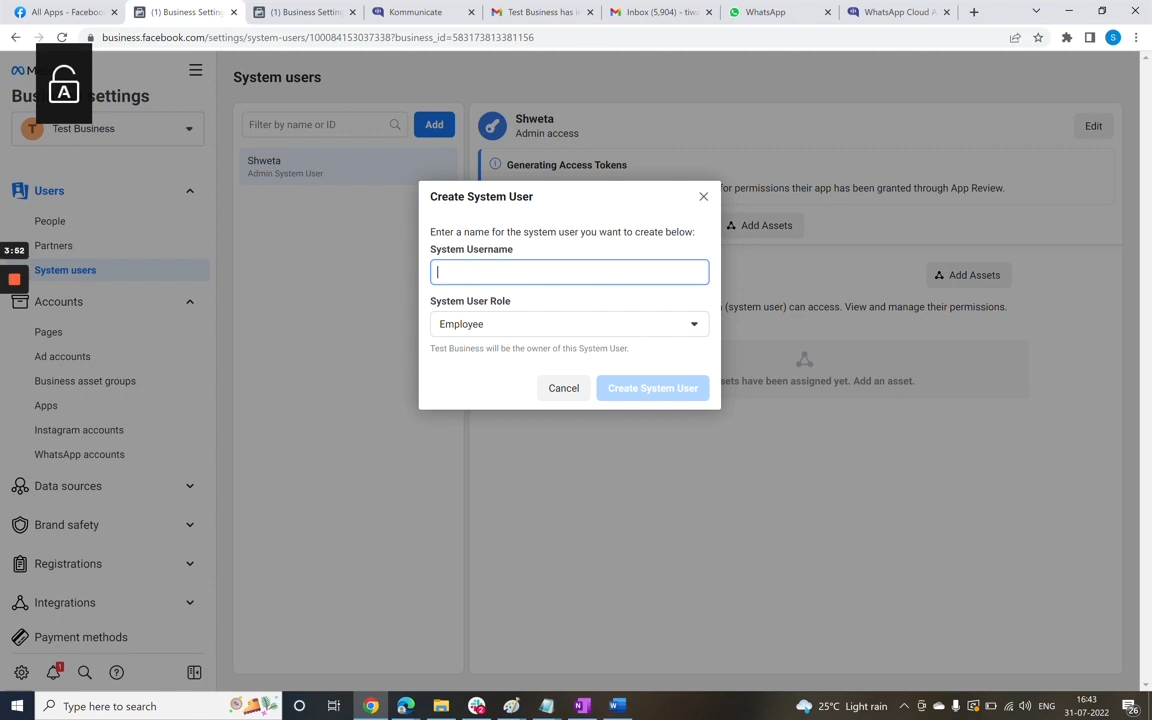 All Apps - Faceboo
(1) Business Setting
(1) Business Setting
Kommunicate
Test Business has i
Inbox (5,904) - tiwa
WhatsApp
WhatsApp Cloud A
business.facebook.com/settings/system-users/100084153037338?business_id=583173813381156
S
A
Business settings
T Test Business
Users
People
Partners
3:52
System users
Accounts
Pages
Ad accounts
Business asset groups
Apps
Instagram accounts
WhatsApp accounts
Data sources
Brand safety
Registrations
Integrations
Payment methods
1
System users
Filter by name or ID
Add
Shweta
Admin System User
Shweta
Admin access
Edit
Generating Access Tokens
for permissions their app has been granted through App Review.
Add Assets
Add Assets
(system user) can access. View and manage their permissions.
sets have been assigned yet. Add an asset.
Create System User
Enter a name for the system user you want to create below:
System Username
System User Role
Employee
Test Business will be the owner of this System User.
Cancel
Create System User
Type here to search
25°C Light rain
ENG
16:43
31-07-2022
26